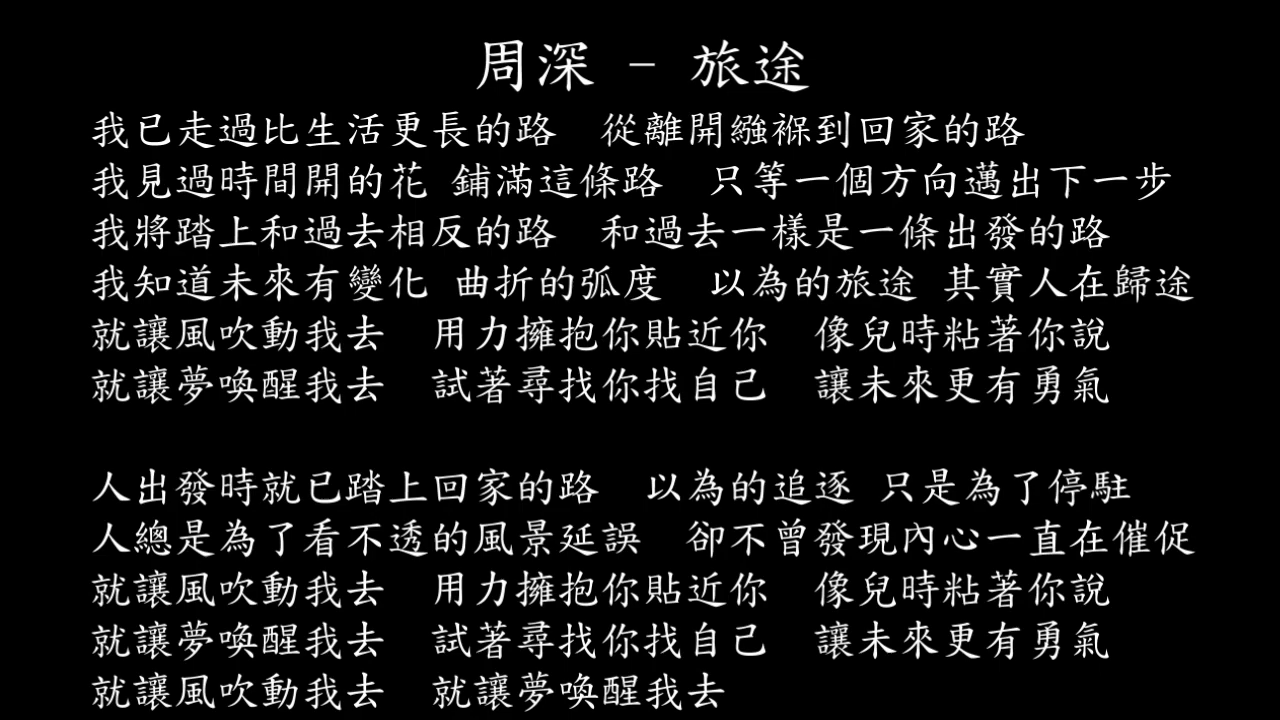 周深 - 旅途
我已走過比生活更長的路 從離開繈褓到回家的路
我見過時間開的花 鋪滿這條路 只等一個方向邁出下一步
我將踏上和過去相反的路 和過去一樣是一條出發的路
我知道未來有變化 曲折的弧度 以為的旅途 其實人在歸途
就讓風吹動我去 用力擁抱你貼近你 像兒時粘著你說
就讓夢喚醒我去 試著尋找你找自己 讓未來更有勇氣
人出發時就已踏上回家的路 以為的追逐 只是為了停駐
人總是為了看不透的風景延誤 卻不曾發現內心一直在催促
就讓風吹動我去 用力擁抱你貼近你 像兒時粘著你說
就讓夢喚醒我去 試著尋找你找自己 讓未來更有勇氣
就讓風吹動我去 就讓夢喚醒我去